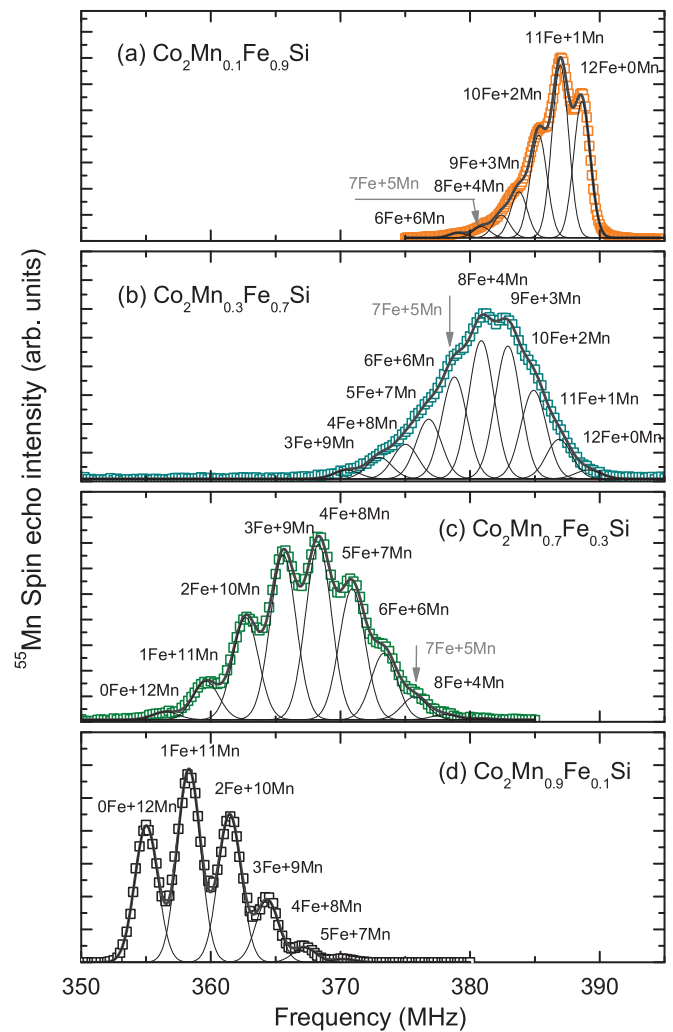 (a) Co₂Mn₀.₁Fe₀.₉Si
11Fe+1Mn
12Fe+0Mn
10Fe+2Mn
9Fe+3Mn
8Fe+4Mn
7Fe+5Mn
6Fe+6Mn
(b) Co₂Mn₀.₃Fe₀.₇Si
8Fe+4Mn
9Fe+3Mn
7Fe+5Mn
10Fe+2Mn
6Fe+6Mn
5Fe+7Mn
11Fe+1Mn
4Fe+8Mn
12Fe+0Mn
3Fe+9Mn
(c) Co₂Mn₀.₇Fe₀.₃Si
4Fe+8Mn
3Fe+9Mn
5Fe+7Mn
2Fe+10Mn
6Fe+6Mn
7Fe+5Mn
1Fe+11Mn
8Fe+4Mn
0Fe+12Mn
(d) Co₂Mn₀.₉Fe₀.₁Si
1Fe+11Mn
2Fe+10Mn
0Fe+12Mn
3Fe+9Mn
4Fe+8Mn
5Fe+7Mn
⁵⁵Mn Spin echo intensity (arb. units)
350 360 370 380 390
Frequency (MHz)